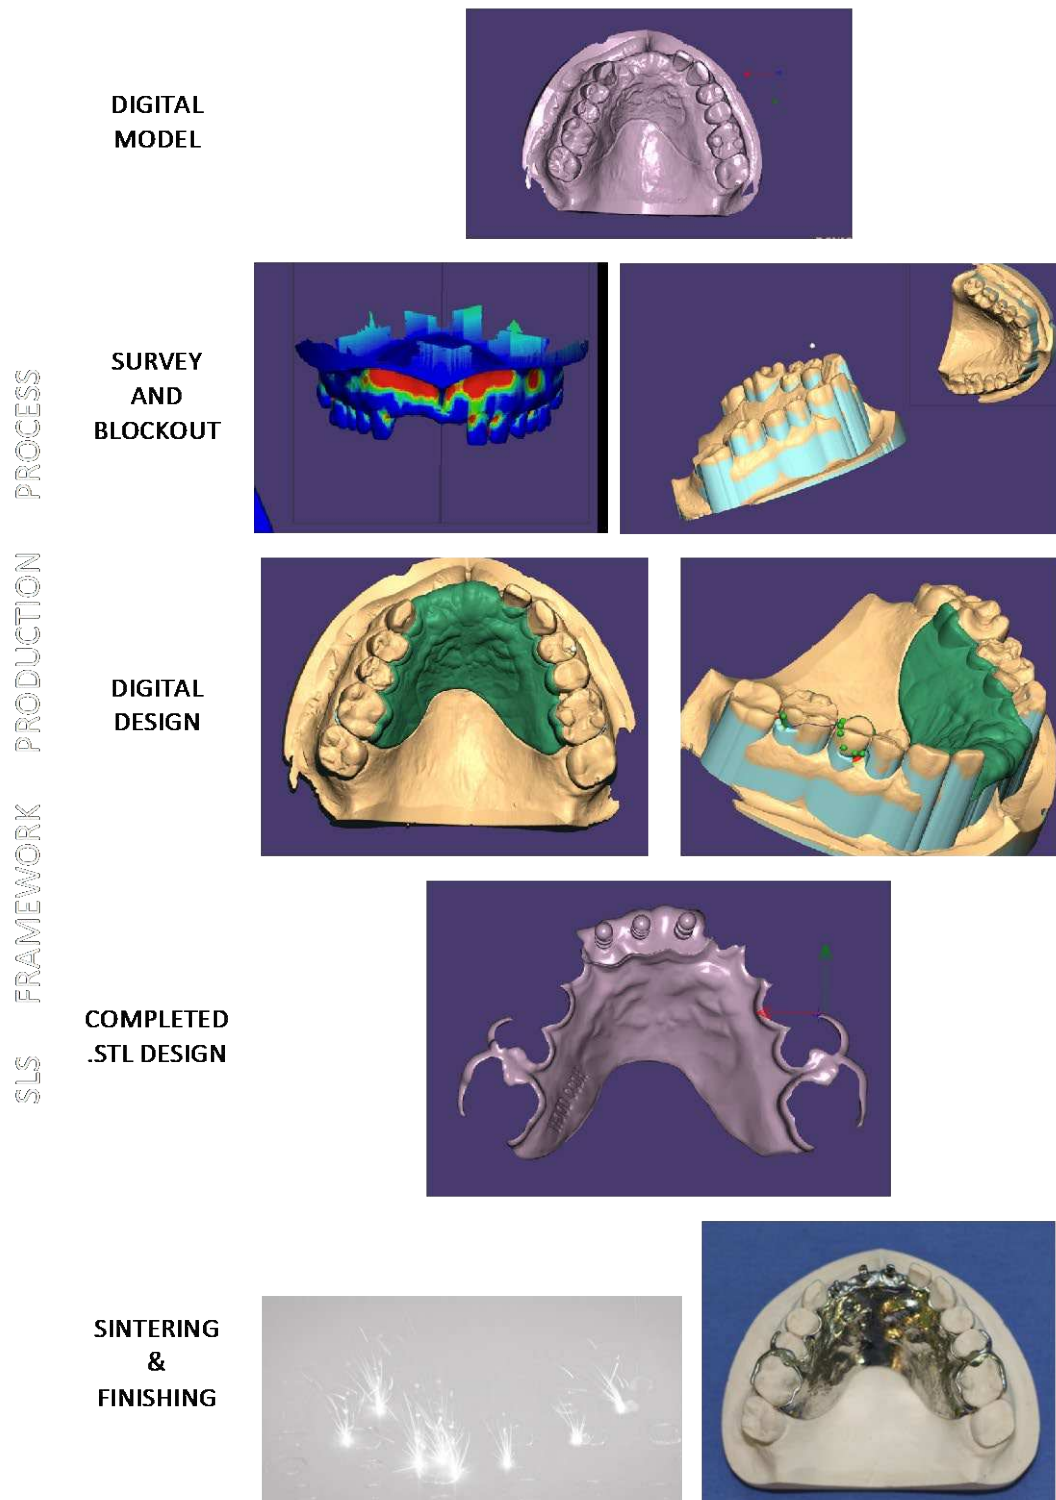 DIGITAL
MODEL
SURVEY
AND
BLOCKOUT
DIGITAL
DESIGN
COMPLETED
.STL DESIGN
SINTERING
&
FINISHING
SLS FRAMEWORK PRODUCTION PROCESS